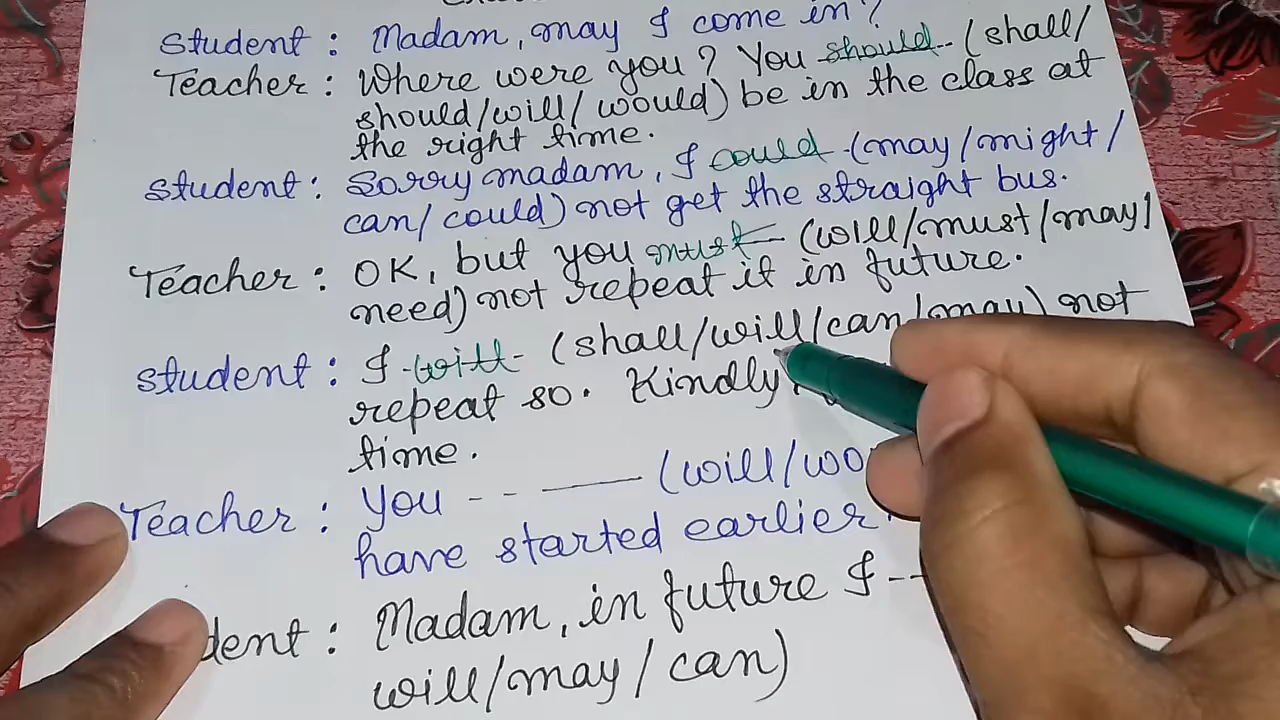 Student : Madam, may I come in?
Teacher : Where were you? You should (shall/
should/will/would) be in the class at
the right time.
Student : Sorry madam, I could (may/might/
can/could) not get the straight bus.
Teacher : OK, but you must (will/must/may/
need) not repeat it in future.
Student : I will (shall/will/can/may) not
repeat so. Kindly
time.
Teacher : You -- ____ (will/wo
have started earlier.
dent : Madam, in future I --
will/may/can)